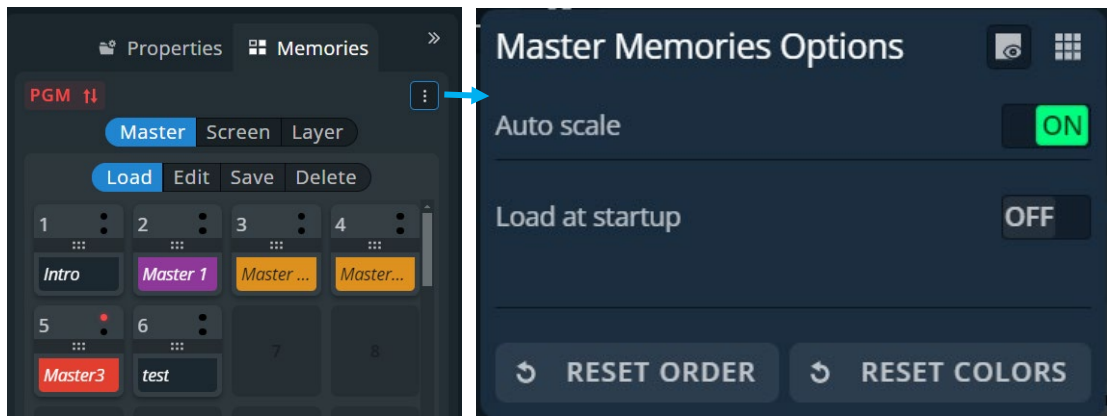 Properties Memories
PGM
Master Screen Layer
Load Edit Save Delete
1 2 3 4
Intro Master 1 Master ... Master...
5 6 7 8
Master3 test
Master Memories Options
Auto scale ON
Load at startup OFF
RESET ORDER RESET COLORS